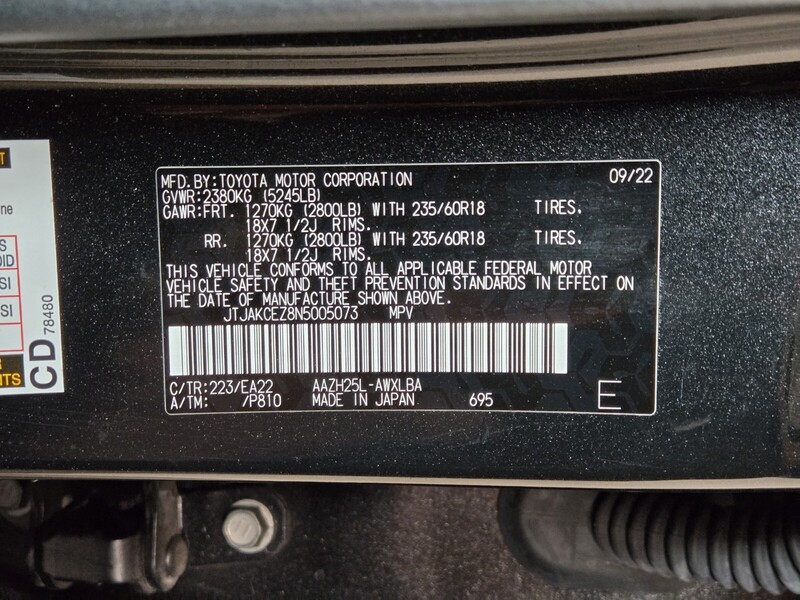 MFD.BY:TOYOTA MOTOR CORPORATION 09/22
GVWR:2380KG (5245LB)
GAWR:FRT. 1270KG (2800LB) WITH 235/60R18 TIRES.
18X7 1/2J RIMS.
RR. 1270KG (2800LB) WITH 235/60R18 TIRES.
18X7 1/2J RIMS.
THIS VEHICLE CONFORMS TO ALL APPLICABLE FEDERAL MOTOR
VEHICLE SAFETY AND THEFT PREVENTION STANDARDS IN EFFECT ON
THE DATE OF MANUFACTURE SHOWN ABOVE.
JTJAKCEZ8N5005073 MPV
C/TR:223/EA22 AAZH25L-AWXLBA
A/TM: /P810 MADE IN JAPAN 695 E
CD 78480